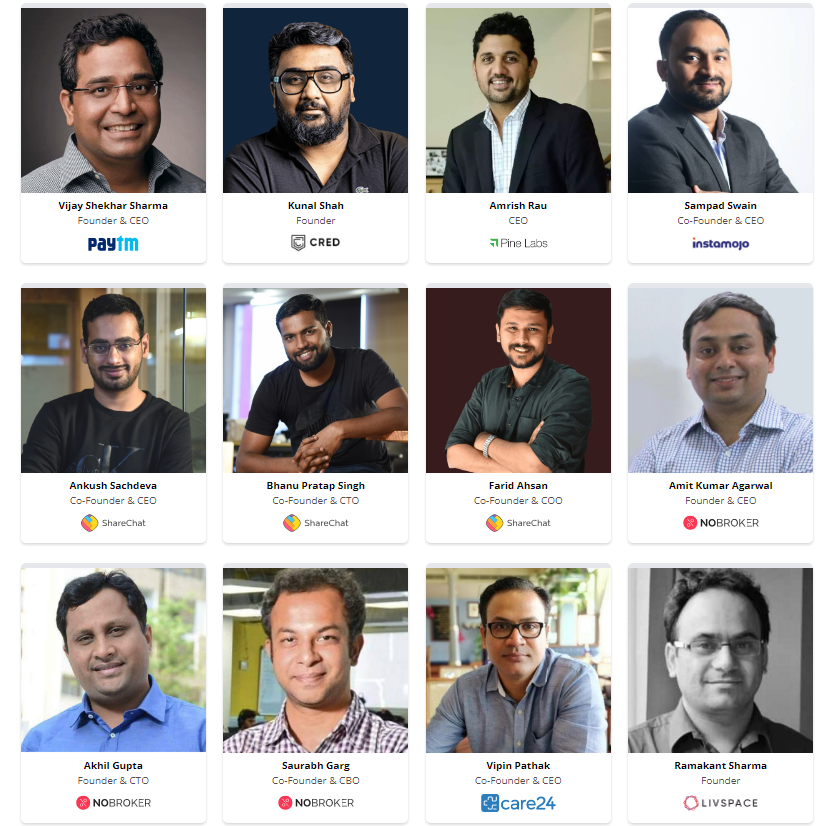 Vijay Shekhar Sharma
Founder & CEO
paytm
Kunal Shah
Founder
CRED
Amrish Rau
CEO
Pine Labs
Sampad Swain
Co-Founder & CEO
instamojo
Ankush Sachdeva
Co-Founder & CEO
ShareChat
Bhanu Pratap Singh
Co-Founder & CTO
ShareChat
Farid Ahsan
Co-Founder & COO
ShareChat
Amit Kumar Agarwal
Founder & CEO
NOBROKER
Akhil Gupta
Founder & CTO
NOBROKER
Saurabh Garg
Co-Founder & CBO
NOBROKER
Vipin Pathak
Co-Founder & CEO
care24
Ramakant Sharma
Founder
LIVSPACE